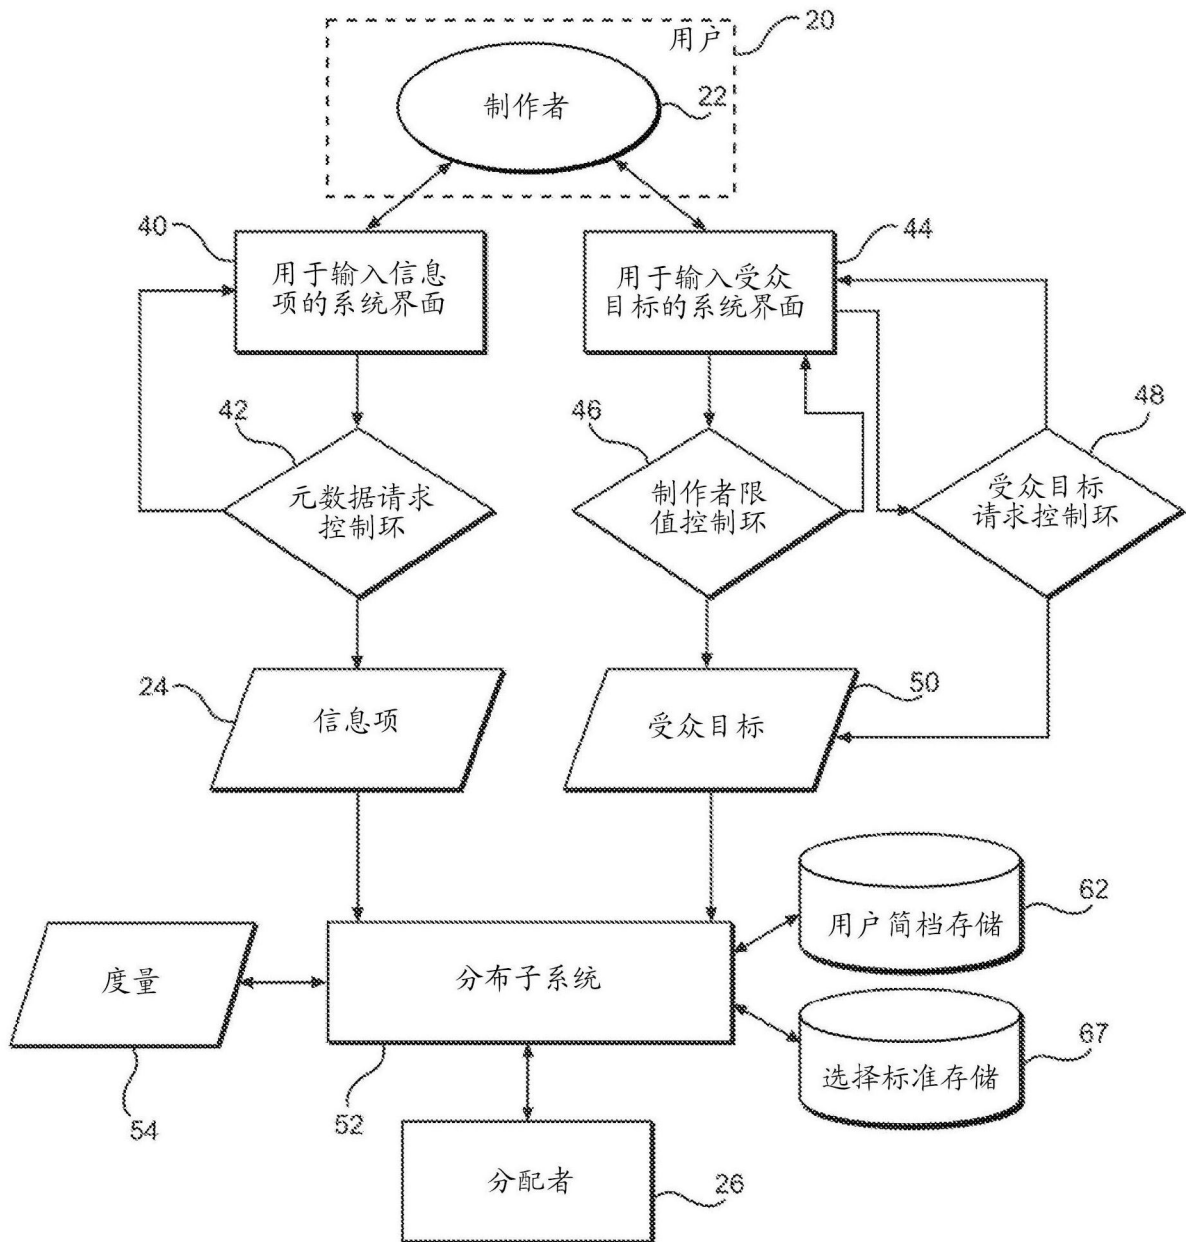 20
用户
制作者
22
40
用于输入信息
项的系统界面
44
用于输入受众
目标的系统界面
42
元数据请求
控制环
46
制作者限
值控制环
48
受众目标
请求控制环
24
信息项
50
受众目标
62
用户简档存储
度量
54
分布子系统
52
67
选择标准存储
分配者
26